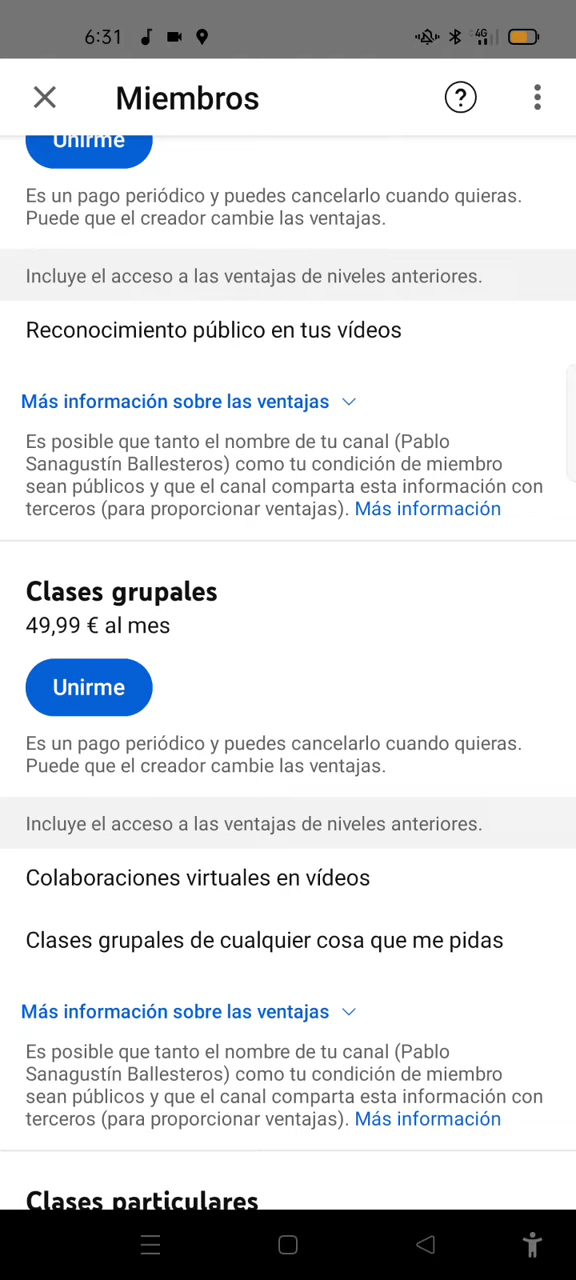 6:31
4G
Miembros
Unirme
Es un pago periódico y puedes cancelarlo cuando quieras.
Puede que el creador cambie las ventajas.
Incluye el acceso a las ventajas de niveles anteriores.
Reconocimiento público en tus vídeos
Más información sobre las ventajas
Es posible que tanto el nombre de tu canal (Pablo
Sanagustín Ballesteros) como tu condición de miembro
sean públicos y que el canal comparta esta información con
terceros (para proporcionar ventajas). Más información
Clases grupales
49,99 € al mes
Unirme
Es un pago periódico y puedes cancelarlo cuando quieras.
Puede que el creador cambie las ventajas.
Incluye el acceso a las ventajas de niveles anteriores.
Colaboraciones virtuales en vídeos
Clases grupales de cualquier cosa que me pidas
Más información sobre las ventajas
Es posible que tanto el nombre de tu canal (Pablo
Sanagustín Ballesteros) como tu condición de miembro
sean públicos y que el canal comparta esta información con
terceros (para proporcionar ventajas). Más información
Clases particulares